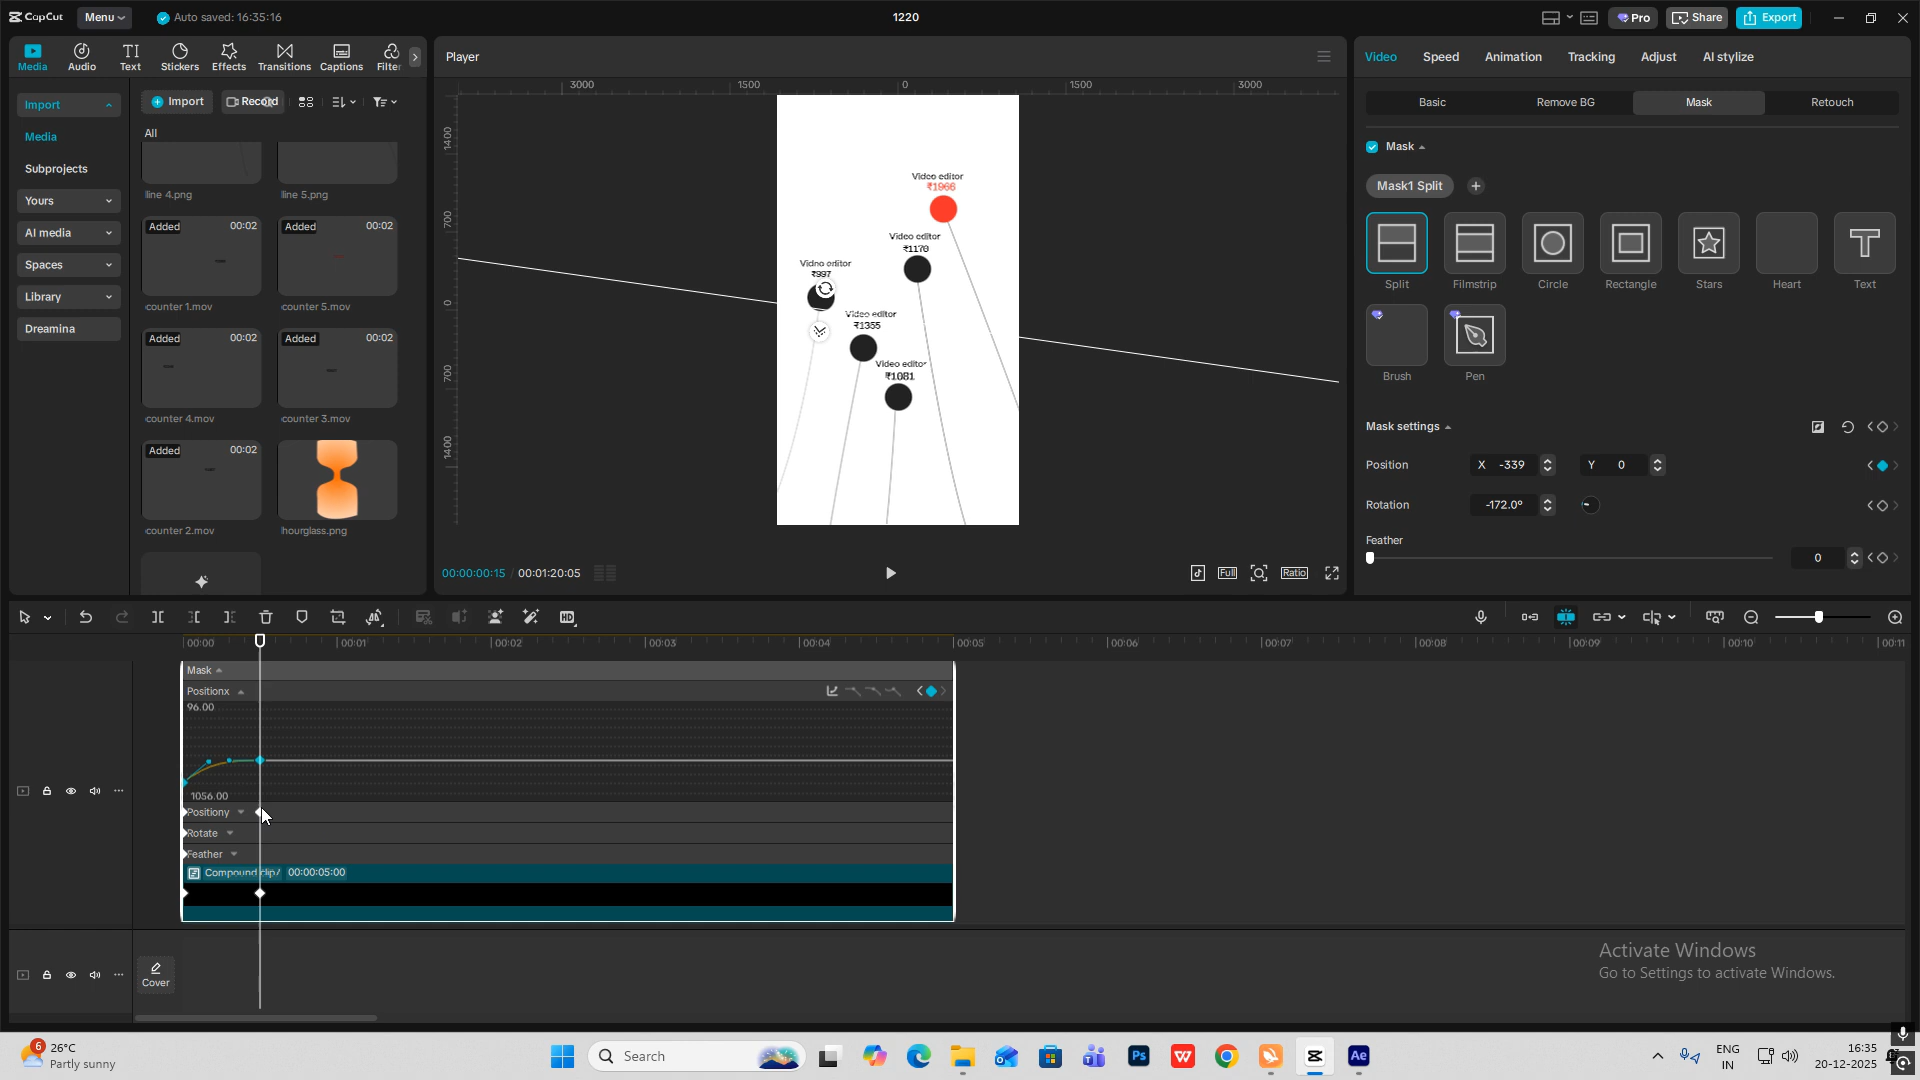 CapCut Menu Auto saved: 16:35:16 1220 Pro Share Export
Media Audio Text Stickers Effects Transitions Captions Filter
Import
Media
Subprojects
Yours
AI media
Spaces
Library
Dreamina
Import Record
All
line 4.png line 5.png
Added 00:02 Added 00:02
counter 1.mov counter 5.mov
Added 00:02 Added 00:02
counter 4.mov counter 3.mov
Added 00:02
counter 2.mov hourglass.png
Player
3000 1500 0 1500 3000
1400
700
0
700
1400
Video editor
₹1966
Video editor
₹1170
Video editor
₹997
Video editor
₹1355
Video editor
₹1081
00:00:00:15 / 00:01:20:05
Full Ratio
Video Speed Animation Tracking Adjust AI stylize
Basic Remove BG Mask Retouch
Mask
Mask1 Split
Split Filmstrip Circle Rectangle Stars Heart Text
Brush Pen
Mask settings
Position X -339 Y 0
Rotation -172.0°
Feather
0
00:00 00:01 00:02 00:03 00:04 00:05 00:06 00:07 00:08 00:09 00:10 00:11
Mask
Positionx
96.00
1056.00
Positiony
Rotate
Feather
Compound clip7 00:00:05:00
Cover
Activate Windows
Go to Settings to activate Windows.
6
26°C
Partly sunny
Search
Ps
Ae
ENG
IN
16:35
20-12-2025